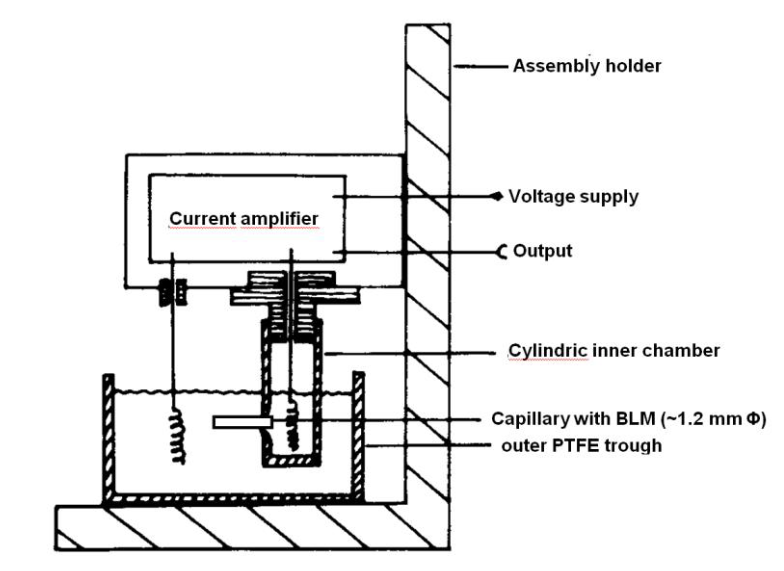 Assembly holder
Voltage supply
Current amplifier
Output
Cylindric inner chamber
Capillary with BLM (~1.2 mm Φ)
outer PTFE trough